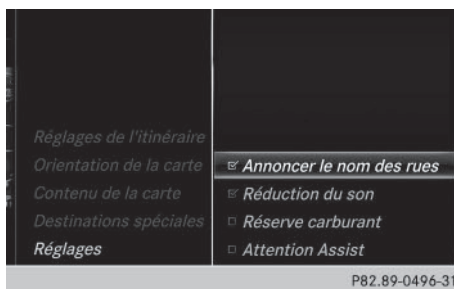 Réglages de l'itinéraire
Orientation de la carte
Contenu de la carte
Destinations spéciales
Réglages
Annoncer le nom des rues
Réduction du son
Réserve carburant
Attention Assist
P82.89-0496-31